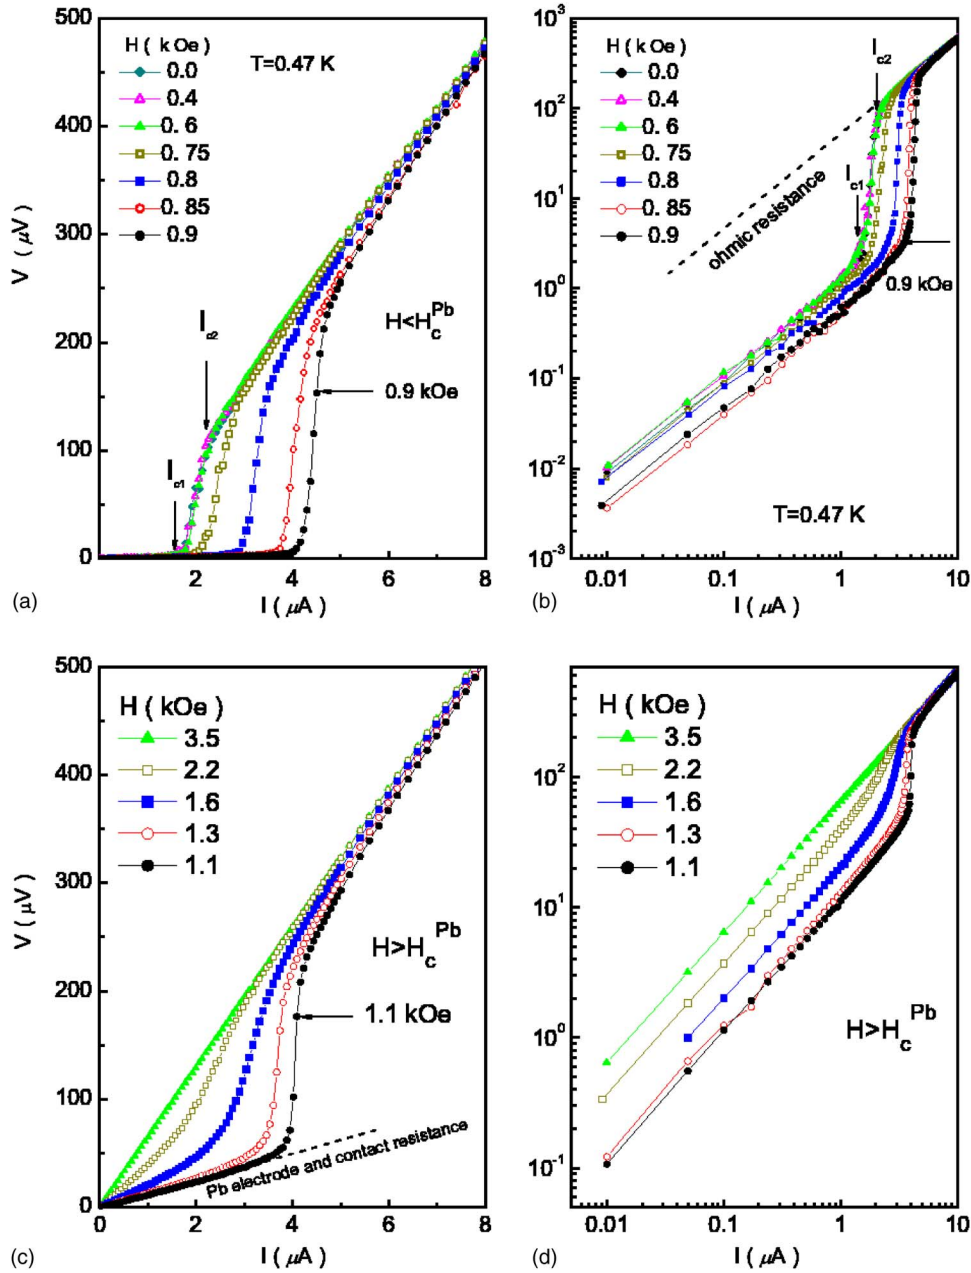 500
400
300
200
100
0
V ( μV)
H ( k Oe)
0.0
0.4
0. 6
0. 75
0.8
0. 85
0.9
T=0.47 K
I_c2
I_c1
H<H_c^Pb
0.9 kOe
2 4 6 8
I ( μA )
(a)
10^3
10^2
10^1
10^0
10^-1
10^-2
10^-3
H ( k Oe)
0.0
0.4
0. 6
0. 75
0.8
0. 85
0.9
I_c2
I_c1
ohmic resistance
0.9 kOe
T=0.47 K
0.01 0.1 1 10
I ( μA )
(b)
500
400
300
200
100
0
V ( μV)
H ( kOe)
3.5
2.2
1.6
1.3
1.1
H>H_c^Pb
1.1 kOe
Pb electrode and contact resistance
0 2 4 6 8
I ( μA )
(c)
10^2
10^1
10^0
10^-1
H ( kOe)
3.5
2.2
1.6
1.3
1.1
H>H_c^Pb
0.01 0.1 1 10
I ( μA )
(d)